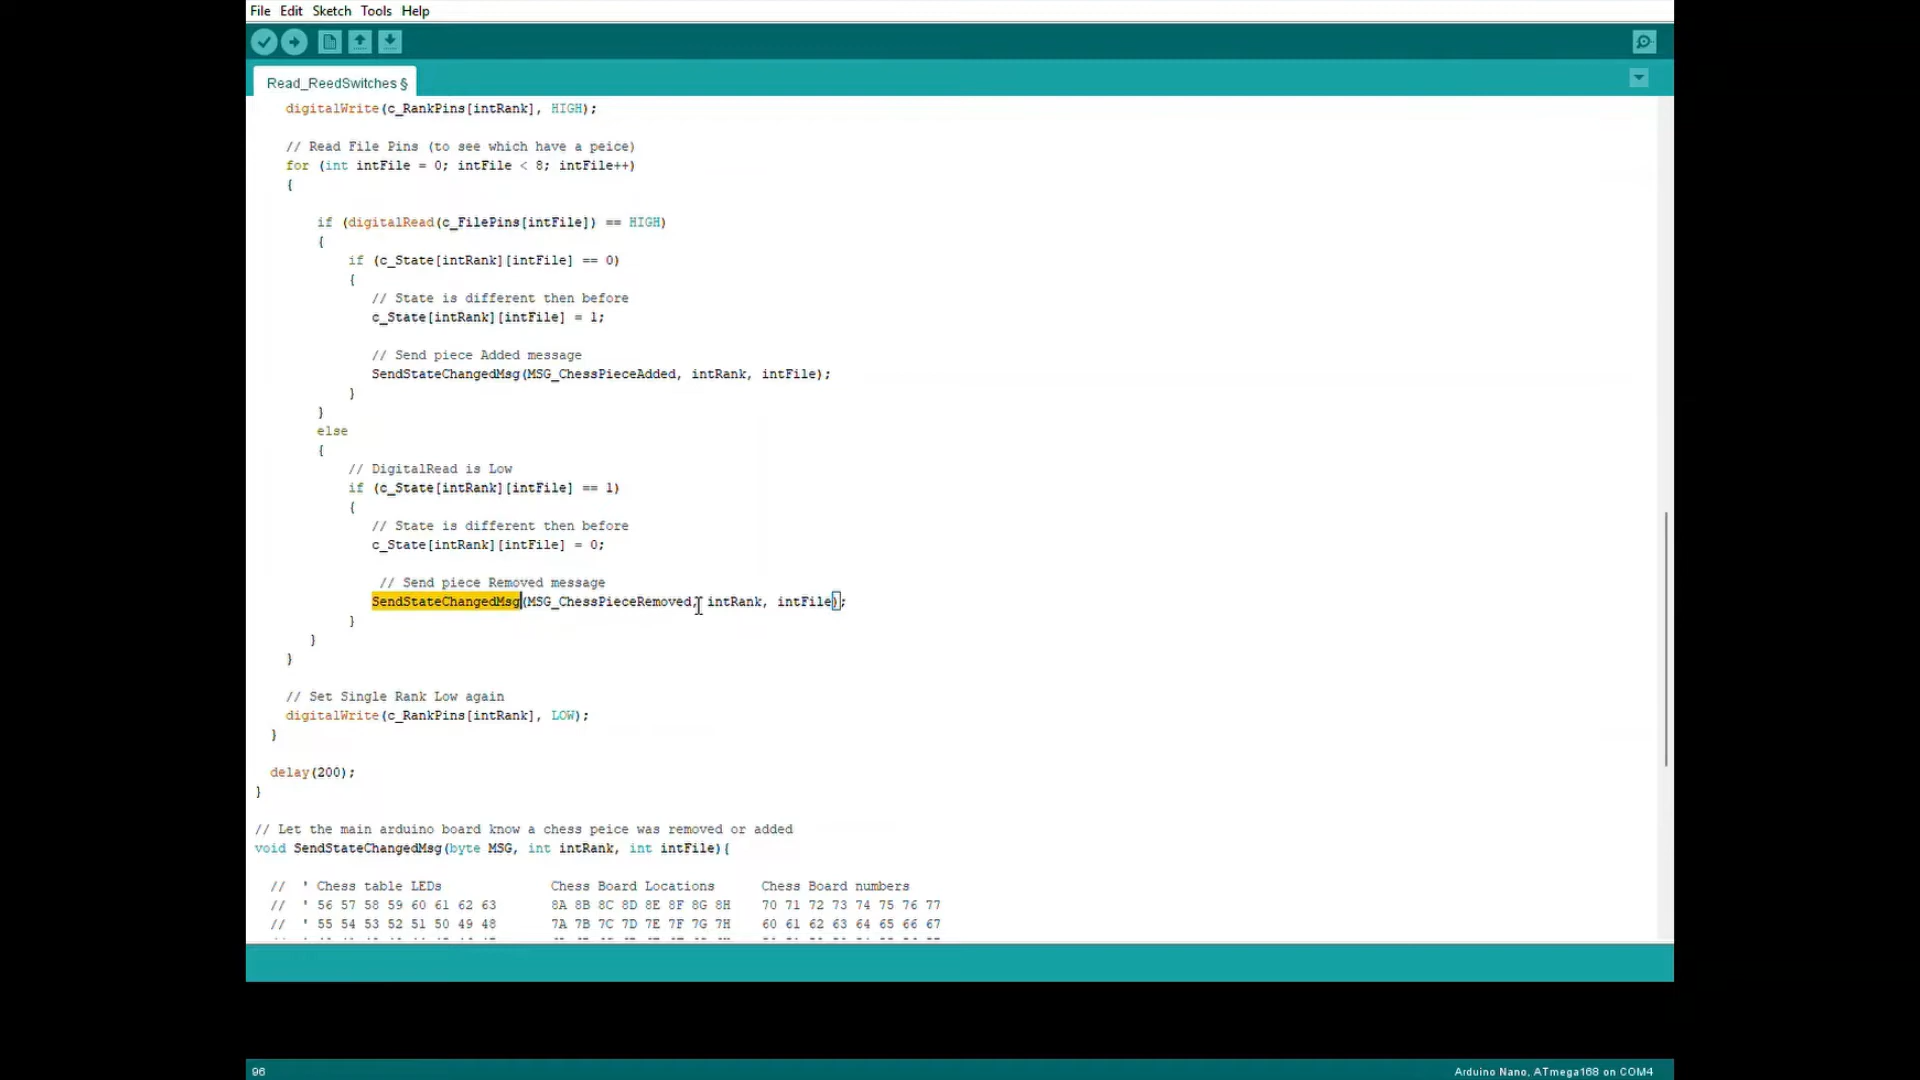 File Edit Sketch Tools Help
Read_ReedSwitches §
digitalWrite(c_RankPins[intRank], HIGH);
// Read File Pins (to see which have a peice)
for (int intFile = 0; intFile < 8; intFile++)
{
if (digitalRead(c_FilePins[intFile]) == HIGH)
{
if (c_State[intRank][intFile] == 0)
{
// State is different then before
c_State[intRank][intFile] = 1;
// Send piece Added message
SendStateChangedMsg(MSG_ChessPieceAdded, intRank, intFile);
}
}
else
{
// DigitalRead is Low
if (c_State[intRank][intFile] == 1)
{
// State is different then before
c_State[intRank][intFile] = 0;
// Send piece Removed message
SendStateChangedMsg(MSG_ChessPieceRemoved, intRank, intFile);
}
}
}
// Set Single Rank Low again
digitalWrite(c_RankPins[intRank], LOW);
}
delay(200);
}
// Let the main arduino board know a chess peice was removed or added
void SendStateChangedMsg(byte MSG, int intRank, int intFile){
// ' Chess table LEDs Chess Board Locations Chess Board numbers
// ' 56 57 58 59 60 61 62 63 8A 8B 8C 8D 8E 8F 8G 8H 70 71 72 73 74 75 76 77
// ' 55 54 53 52 51 50 49 48 7A 7B 7C 7D 7E 7F 7G 7H 60 61 62 63 64 65 66 67
96 Arduino Nano, ATmega168 on COM4